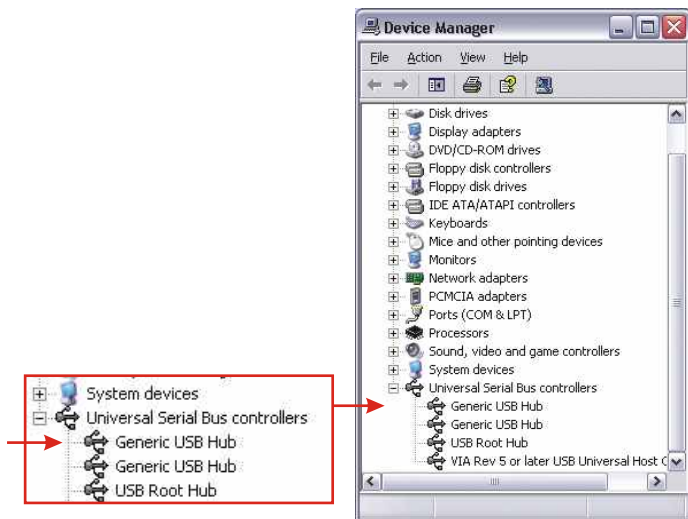 Device Manager
File Action View Help
Disk drives
Display adapters
DVD/CD-ROM drives
Floppy disk controllers
Floppy disk drives
IDE ATA/ATAPI controllers
Keyboards
Mice and other pointing devices
Monitors
Network adapters
PCMCIA adapters
Ports (COM & LPT)
Processors
Sound, video and game controllers
System devices
Universal Serial Bus controllers
Generic USB Hub
Generic USB Hub
USB Root Hub
VIA Rev 5 or later USB Universal Host C
System devices
Universal Serial Bus controllers
Generic USB Hub
Generic USB Hub
USB Root Hub